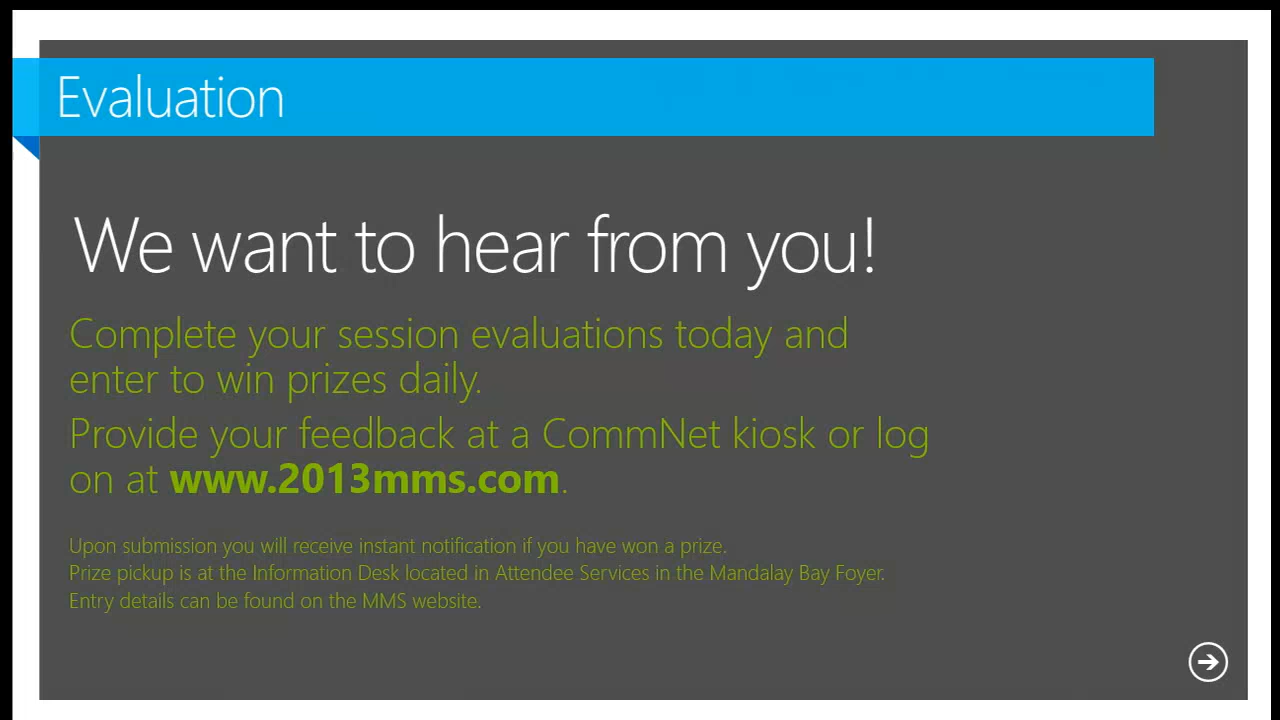 Evaluation
We want to hear from you!
Complete your session evaluations today and
enter to win prizes daily.
Provide your feedback at a CommNet kiosk or log
on at www.2013mms.com.
Upon submission you will receive instant notification if you have won a prize.
Prize pickup is at the Information Desk located in Attendee Services in the Mandalay Bay Foyer.
Entry details can be found on the MMS website.